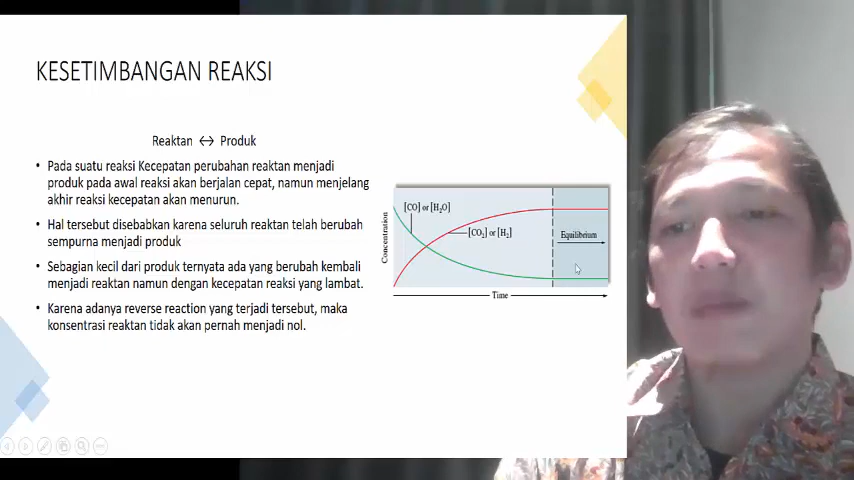 KESETIMBANGAN REAKSI
Reaktan ↔ Produk
• Pada suatu reaksi Kecepatan perubahan reaktan menjadi
produk pada awal reaksi akan berjalan cepat, namun menjelang
akhir reaksi kecepatan akan menurun.
• Hal tersebut disebabkan karena seluruh reaktan telah berubah
sempurna menjadi produk
• Sebagian kecil dari produk ternyata ada yang berubah kembali
menjadi reaktan namun dengan kecepatan reaksi yang lambat.
• Karena adanya reverse reaction yang terjadi tersebut, maka
konsentrasi reaktan tidak akan pernah menjadi nol.
Concentration
[CO] or [H₂O]
[CO₂] or [H₂]
Equilibrium
Time